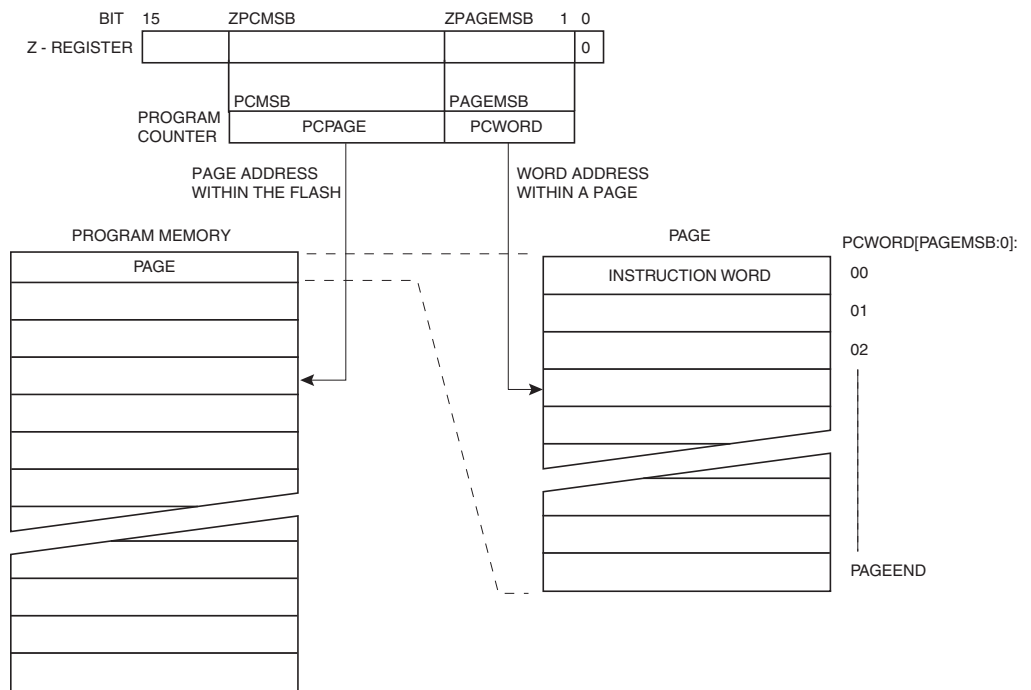 BIT 15 ZPCMSB ZPAGEMSB 1 0
Z - REGISTER 0
PCMSB PAGEMSB
PROGRAM
COUNTER
PCPAGE PCWORD
PAGE ADDRESS
WITHIN THE FLASH
WORD ADDRESS
WITHIN A PAGE
PROGRAM MEMORY
PAGE
PAGE
PCWORD[PAGEMSB:0]:
INSTRUCTION WORD 00
01
02
PAGEEND